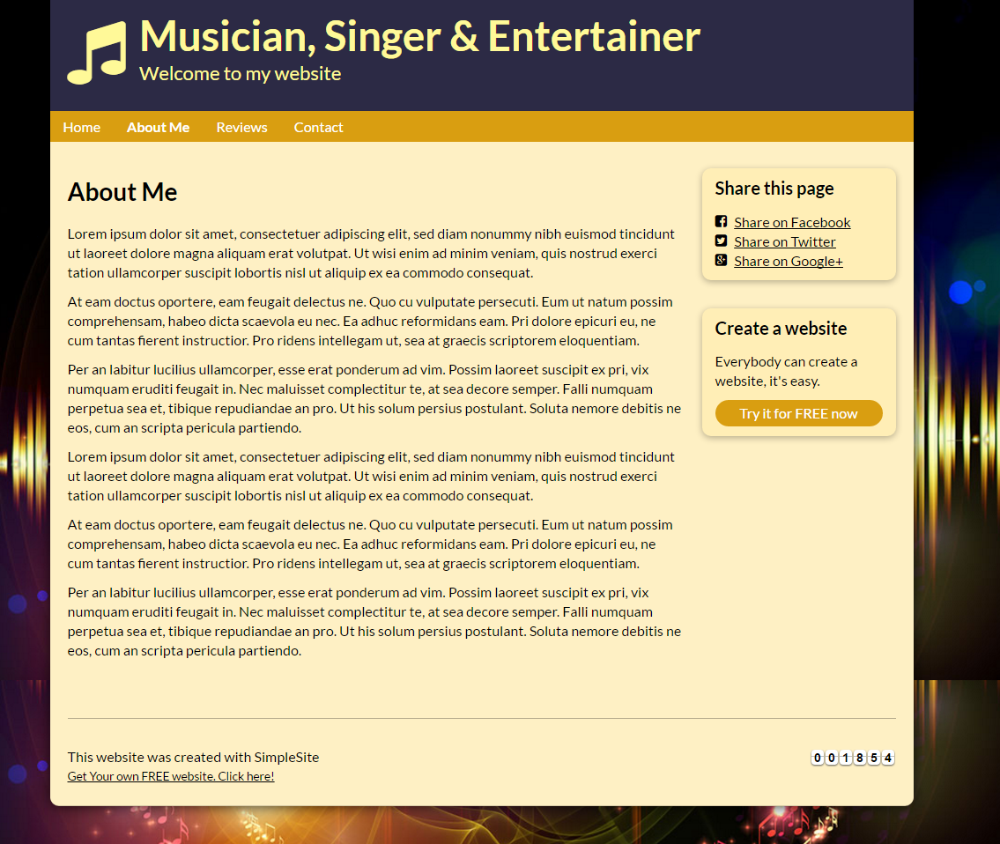 Musician, Singer & Entertainer
Welcome to my website
Home About Me Reviews Contact
About Me
Lorem ipsum dolor sit amet, consectetuer adipiscing elit, sed diam nonummy nibh euismod tincidunt
ut laoreet dolore magna aliquam erat volutpat. Ut wisi enim ad minim veniam, quis nostrud exerci
tation ullamcorper suscipit lobortis nisl ut aliquip ex ea commodo consequat.
At eam doctus oportere, eam feugait delectus ne. Quo cu vulputate persecuti. Eum ut natum possim
comprehensam, habeo dicta scaevola eu nec. Ea adhuc reformidans eam. Pri dolore epicuri eu, ne
cum tantas fierent instructior. Pro ridens intellegam ut, sea at graecis scriptorem eloquentiam.
Per an labitur lucilius ullamcorper, esse erat ponderum ad vim. Possim laoreet suscipit ex pri, vix
numquam eruditi feugait in. Nec maluisset complectitur te, at sea decore semper. Falli numquam
perpetua sea et, tibique repudiandae an pro. Ut his solum persius postulant. Soluta nemore debitis ne
eos, cum an scripta pericula partiendo.
Lorem ipsum dolor sit amet, consectetuer adipiscing elit, sed diam nonummy nibh euismod tincidunt
ut laoreet dolore magna aliquam erat volutpat. Ut wisi enim ad minim veniam, quis nostrud exerci
tation ullamcorper suscipit lobortis nisl ut aliquip ex ea commodo consequat.
At eam doctus oportere, eam feugait delectus ne. Quo cu vulputate persecuti. Eum ut natum possim
comprehensam, habeo dicta scaevola eu nec. Ea adhuc reformidans eam. Pri dolore epicuri eu, ne
cum tantas fierent instructior. Pro ridens intellegam ut, sea at graecis scriptorem eloquentiam.
Per an labitur lucilius ullamcorper, esse erat ponderum ad vim. Possim laoreet suscipit ex pri, vix
numquam eruditi feugait in. Nec maluisset complectitur te, at sea decore semper. Falli numquam
perpetua sea et, tibique repudiandae an pro. Ut his solum persius postulant. Soluta nemore debitis ne
eos, cum an scripta pericula partiendo.
Share this page
Share on Facebook
Share on Twitter
Share on Google+
Create a website
Everybody can create a
website, it's easy.
Try it for FREE now
This website was created with SimpleSite
Get Your own FREE website. Click here!
001854